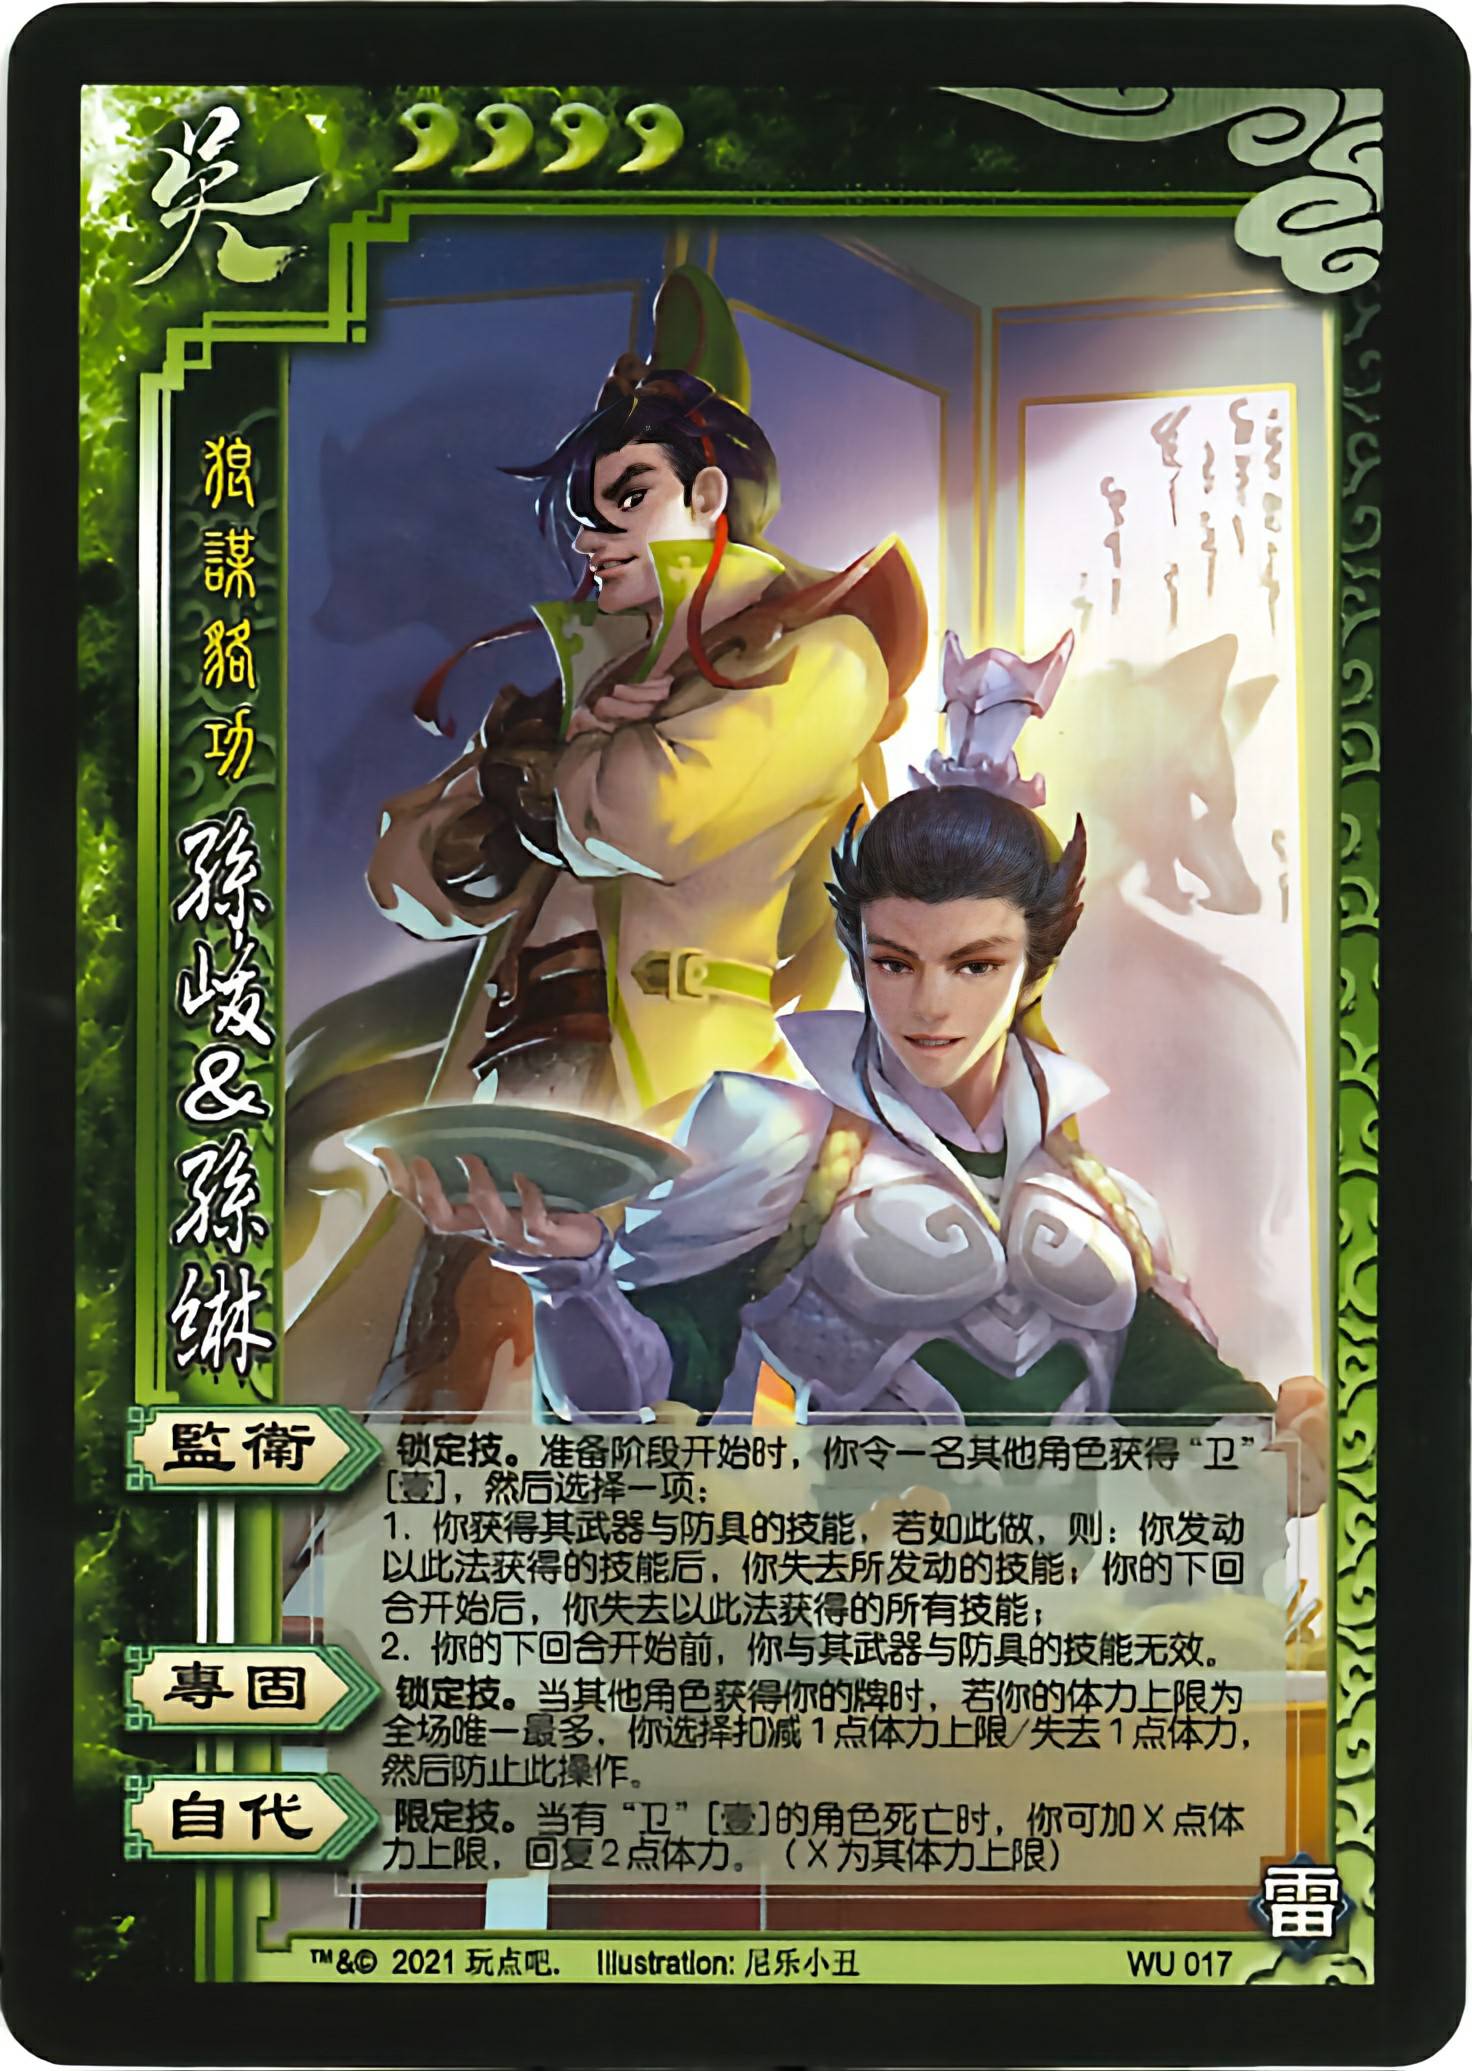 吴
狼謀貉功
孫峻&孫綝
監衛
锁定技。准备阶段开始时，你令一名其他角色获得“卫”
[壹]，然后选择一项：
1. 你获得其武器与防具的技能，若如此做，则：你发动
以此法获得的技能后，你失去所发动的技能；你的下回
合开始后，你失去以此法获得的所有技能；
2. 你的下回合开始前，你与其武器与防具的技能无效。
專固
锁定技。当其他角色获得你的牌时，若你的体力上限为
全场唯一最多，你选择扣减1点体力上限/失去1点体力，
然后防止此操作。
自代
限定技。当有“卫”[壹]的角色死亡时，你可加X点体
力上限，回复2点体力。（X为其体力上限）
雷
™&© 2021 玩点吧. Illustration: 尼乐小丑
WU 017